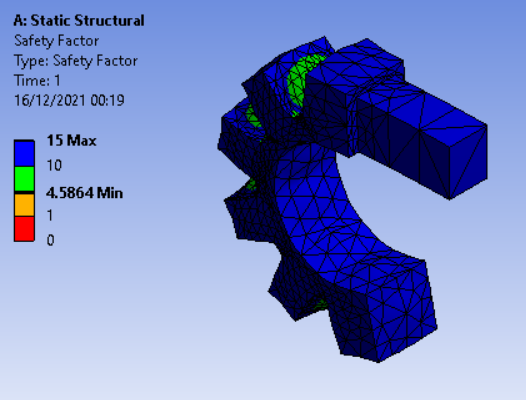 A: Static Structural
Safety Factor
Type: Safety Factor
Time: 1
16/12/2021 00:19
15 Max
10
4.5864 Min
1
0